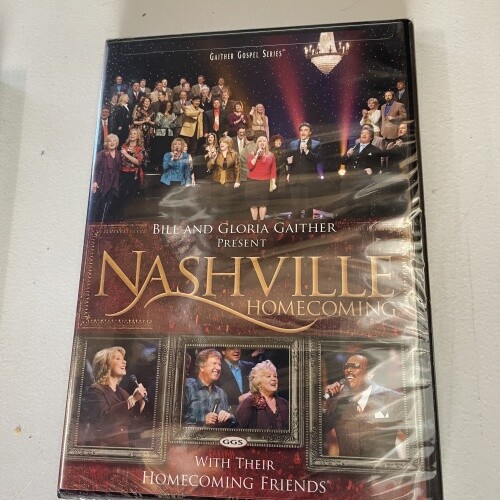 GAITHER GOSPEL SERIES
BILL AND GLORIA GAITHER
PRESENT
NASHVILLE
HOMECOMING
GGS
WITH THEIR
HOMECOMING FRIENDS